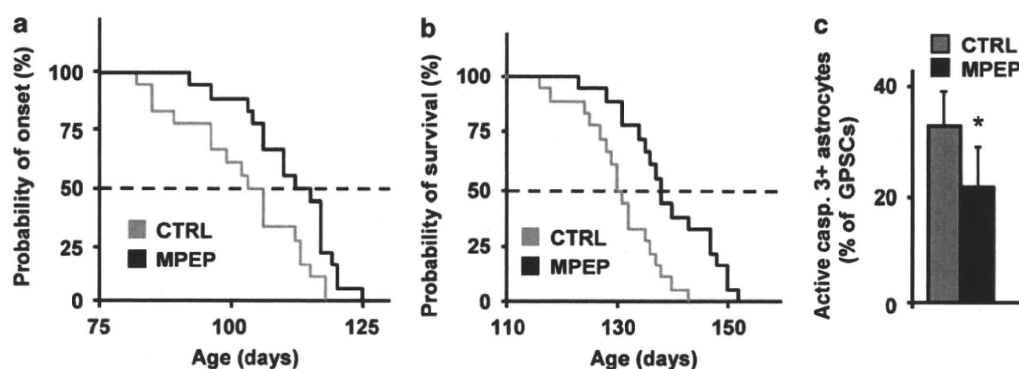 a
Probability of onset (%)
100
75
50
25
0
CTRL
MPEP
75 100 125
Age (days)
b
Probability of survival (%)
100
75
50
25
0
CTRL
MPEP
110 130 150
Age (days)
c
CTRL
MPEP
Active casp. 3+ astrocytes
(% of GPSCs)
40
20
0
*